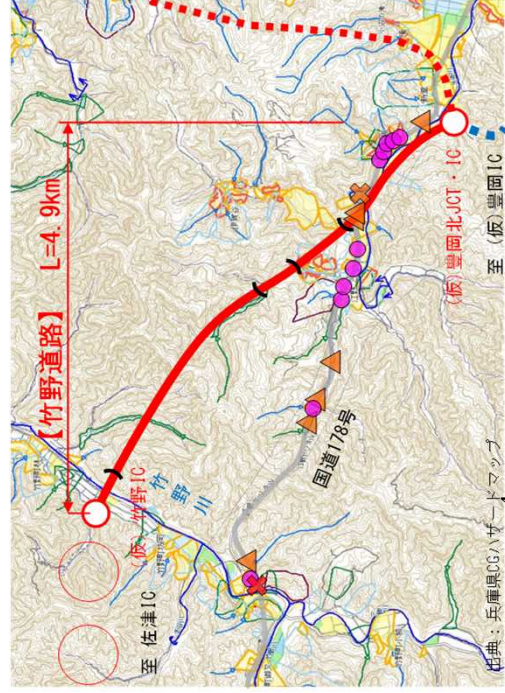 【竹野道路】 L=4.9km
(仮)竹野IC
竹野川
至 佐津IC
国道178号
(仮)豊岡北JCT・IC
至 (仮)豊岡IC
出典：兵庫県CGハザードマップ